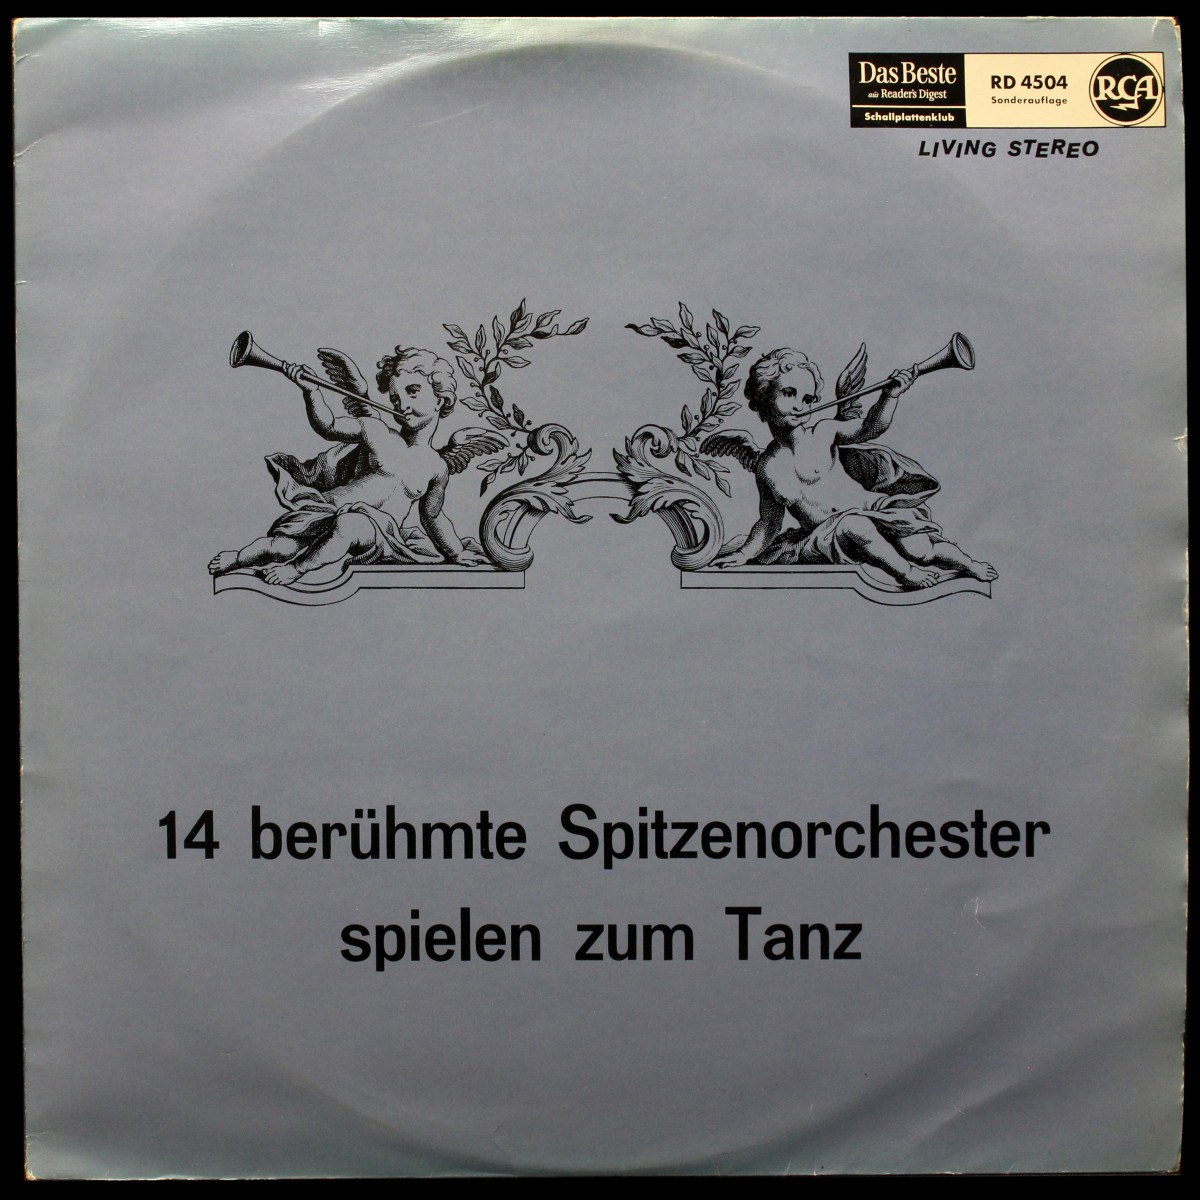 Das Beste
aus Reader's Digest
Schallplattenklub
RD 4504
Sonderauflage
RCA
LIVING STEREO
14 berühmte Spitzenorchester
spielen zum Tanz